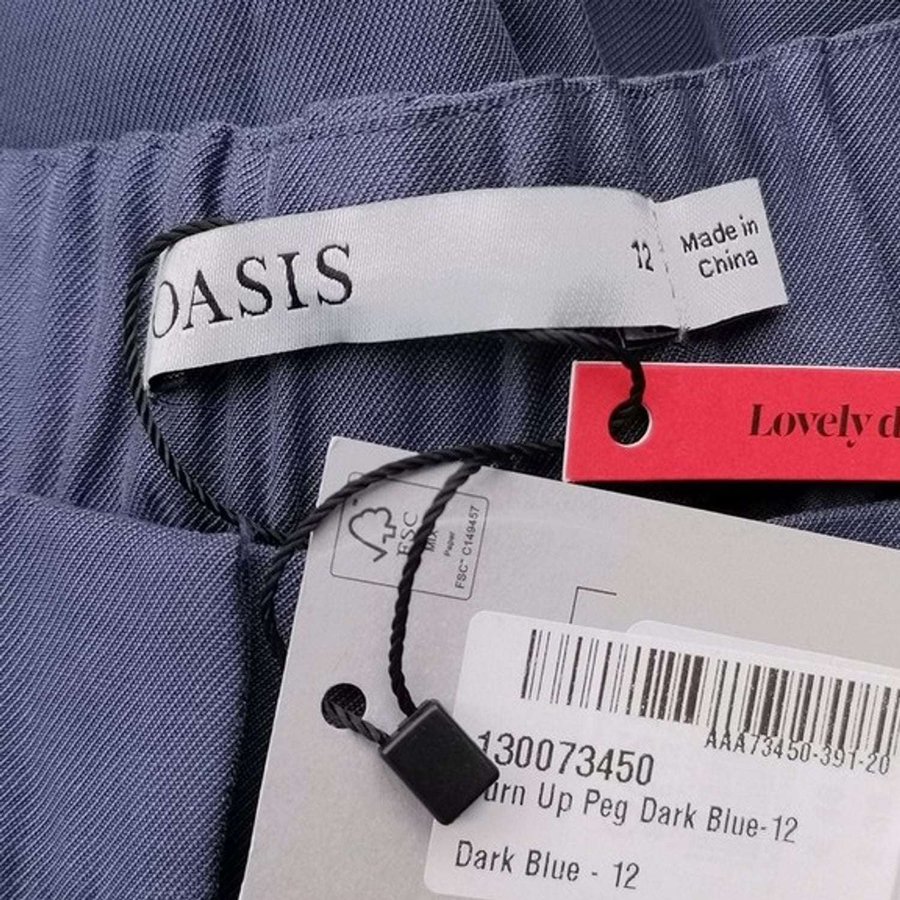 OASIS
12
Made in
China
Lovely d
FSC
MIX
Paper
FSC™ C149457
AAA73450-391-20
130073450
urn Up Peg Dark Blue-12
Dark Blue - 12